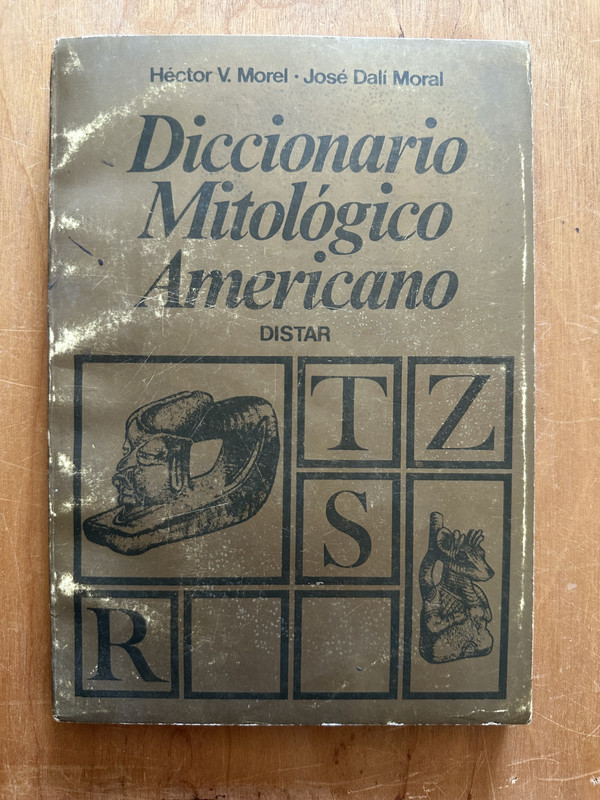 Héctor V. Morel · José Dalí Moral
Diccionario
Mitológico
Americano
DISTAR
T Z
S
R